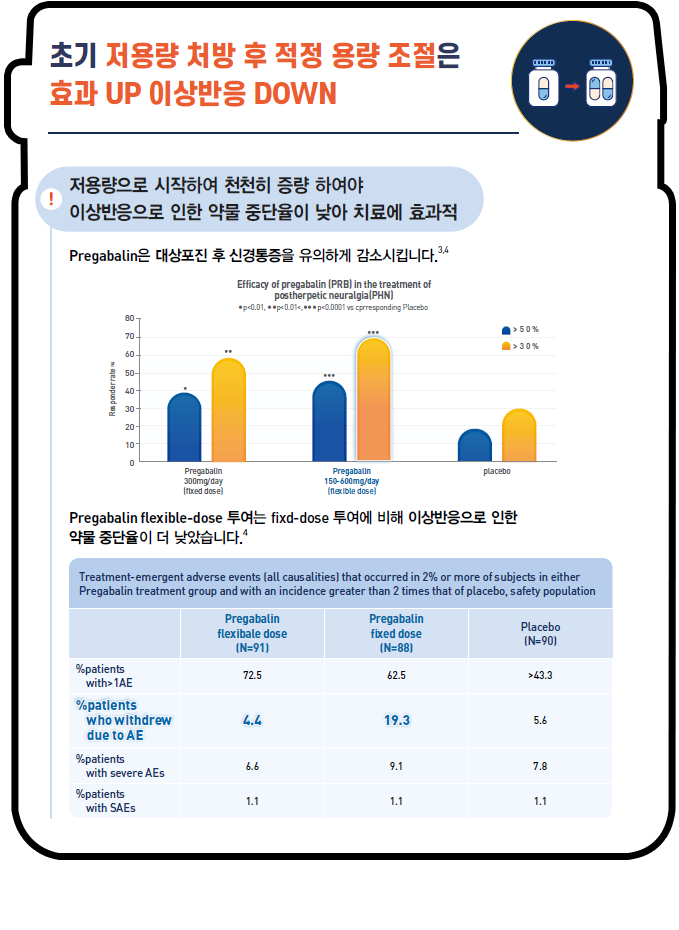 초기 저용량 처방 후 적정 용량 조절은
효과 UP 이상반응 DOWN
! 저용량으로 시작하여 천천히 증량 하여야
이상반응으로 인한 약물 중단율이 낮아 치료에 효과적
Pregabalin은 대상포진 후 신경통증을 유의하게 감소시킵니다.3,4
Efficacy of pregabalin (PRB) in the treatment of
postherpetic neuralgia(PHN)
•p<0.01, ••p<0.01<,•••p<0.0001 vs cprresponding Placebo
Responder rate
80
70
60
50
40
30
20
10
0
>50%
>30%
•
••
•••
•••
Pregabalin
300mg/day
(fixed dose)
Pregabalin
150-600mg/day
(flexible dose)
placebo
Pregabalin flexible-dose 투여는 fixd-dose 투여에 비해 이상반응으로 인한
약물 중단율이 더 낮았습니다.4
Treatment-emergent adverse events (all causalities) that occurred in 2% or more of subjects in either
Pregabalin treatment group and with an incidence greater than 2 times that of placebo, safety population
Pregabalin
flexibale dose
(N=91)
Pregabalin
fixed dose
(N=88)
Placebo
(N=90)
%patients
with>1AE
72.5
62.5
>43.3
%patients
who withdrew
due to AE
4.4
19.3
5.6
%patients
with severe AEs
6.6
9.1
7.8
%patients
with SAEs
1.1
1.1
1.1